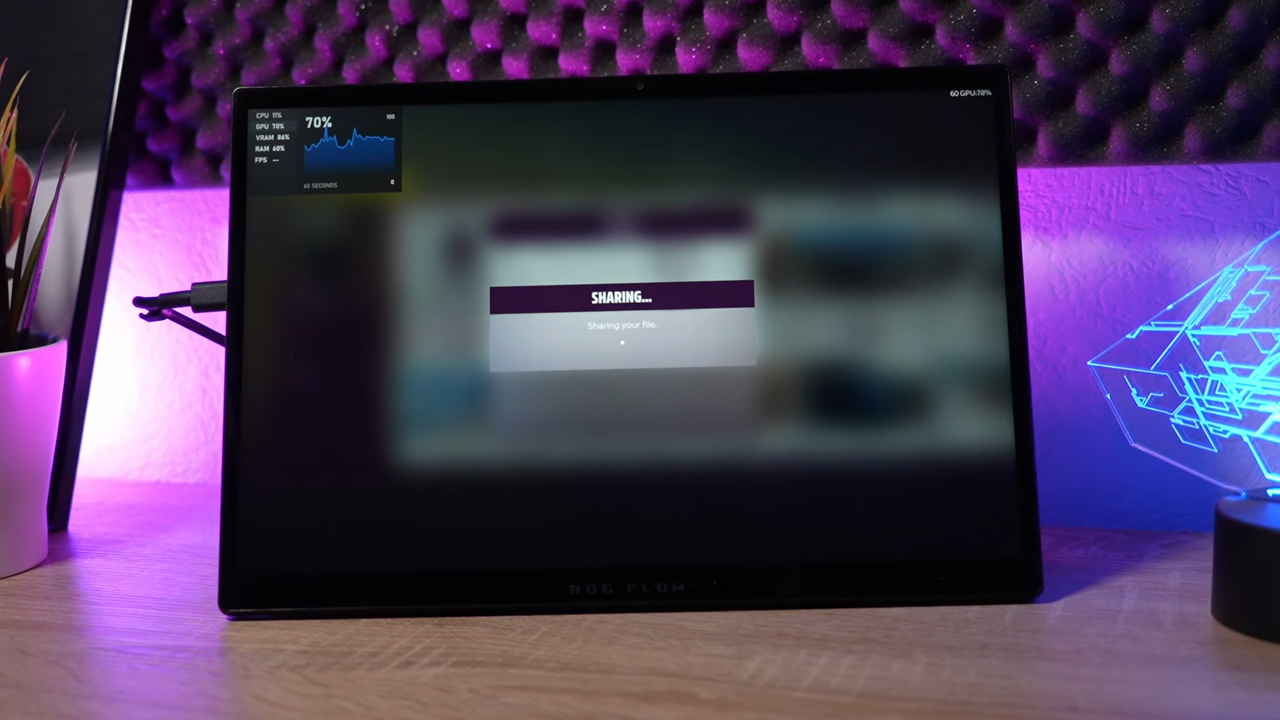 CPU 11%
GPU 70%
VRAM 86%
RAM 60%
FPS --
70%
100
60 SECONDS
0
60 GPU:78%
SHARING...
Sharing your file.
ROG FLOW